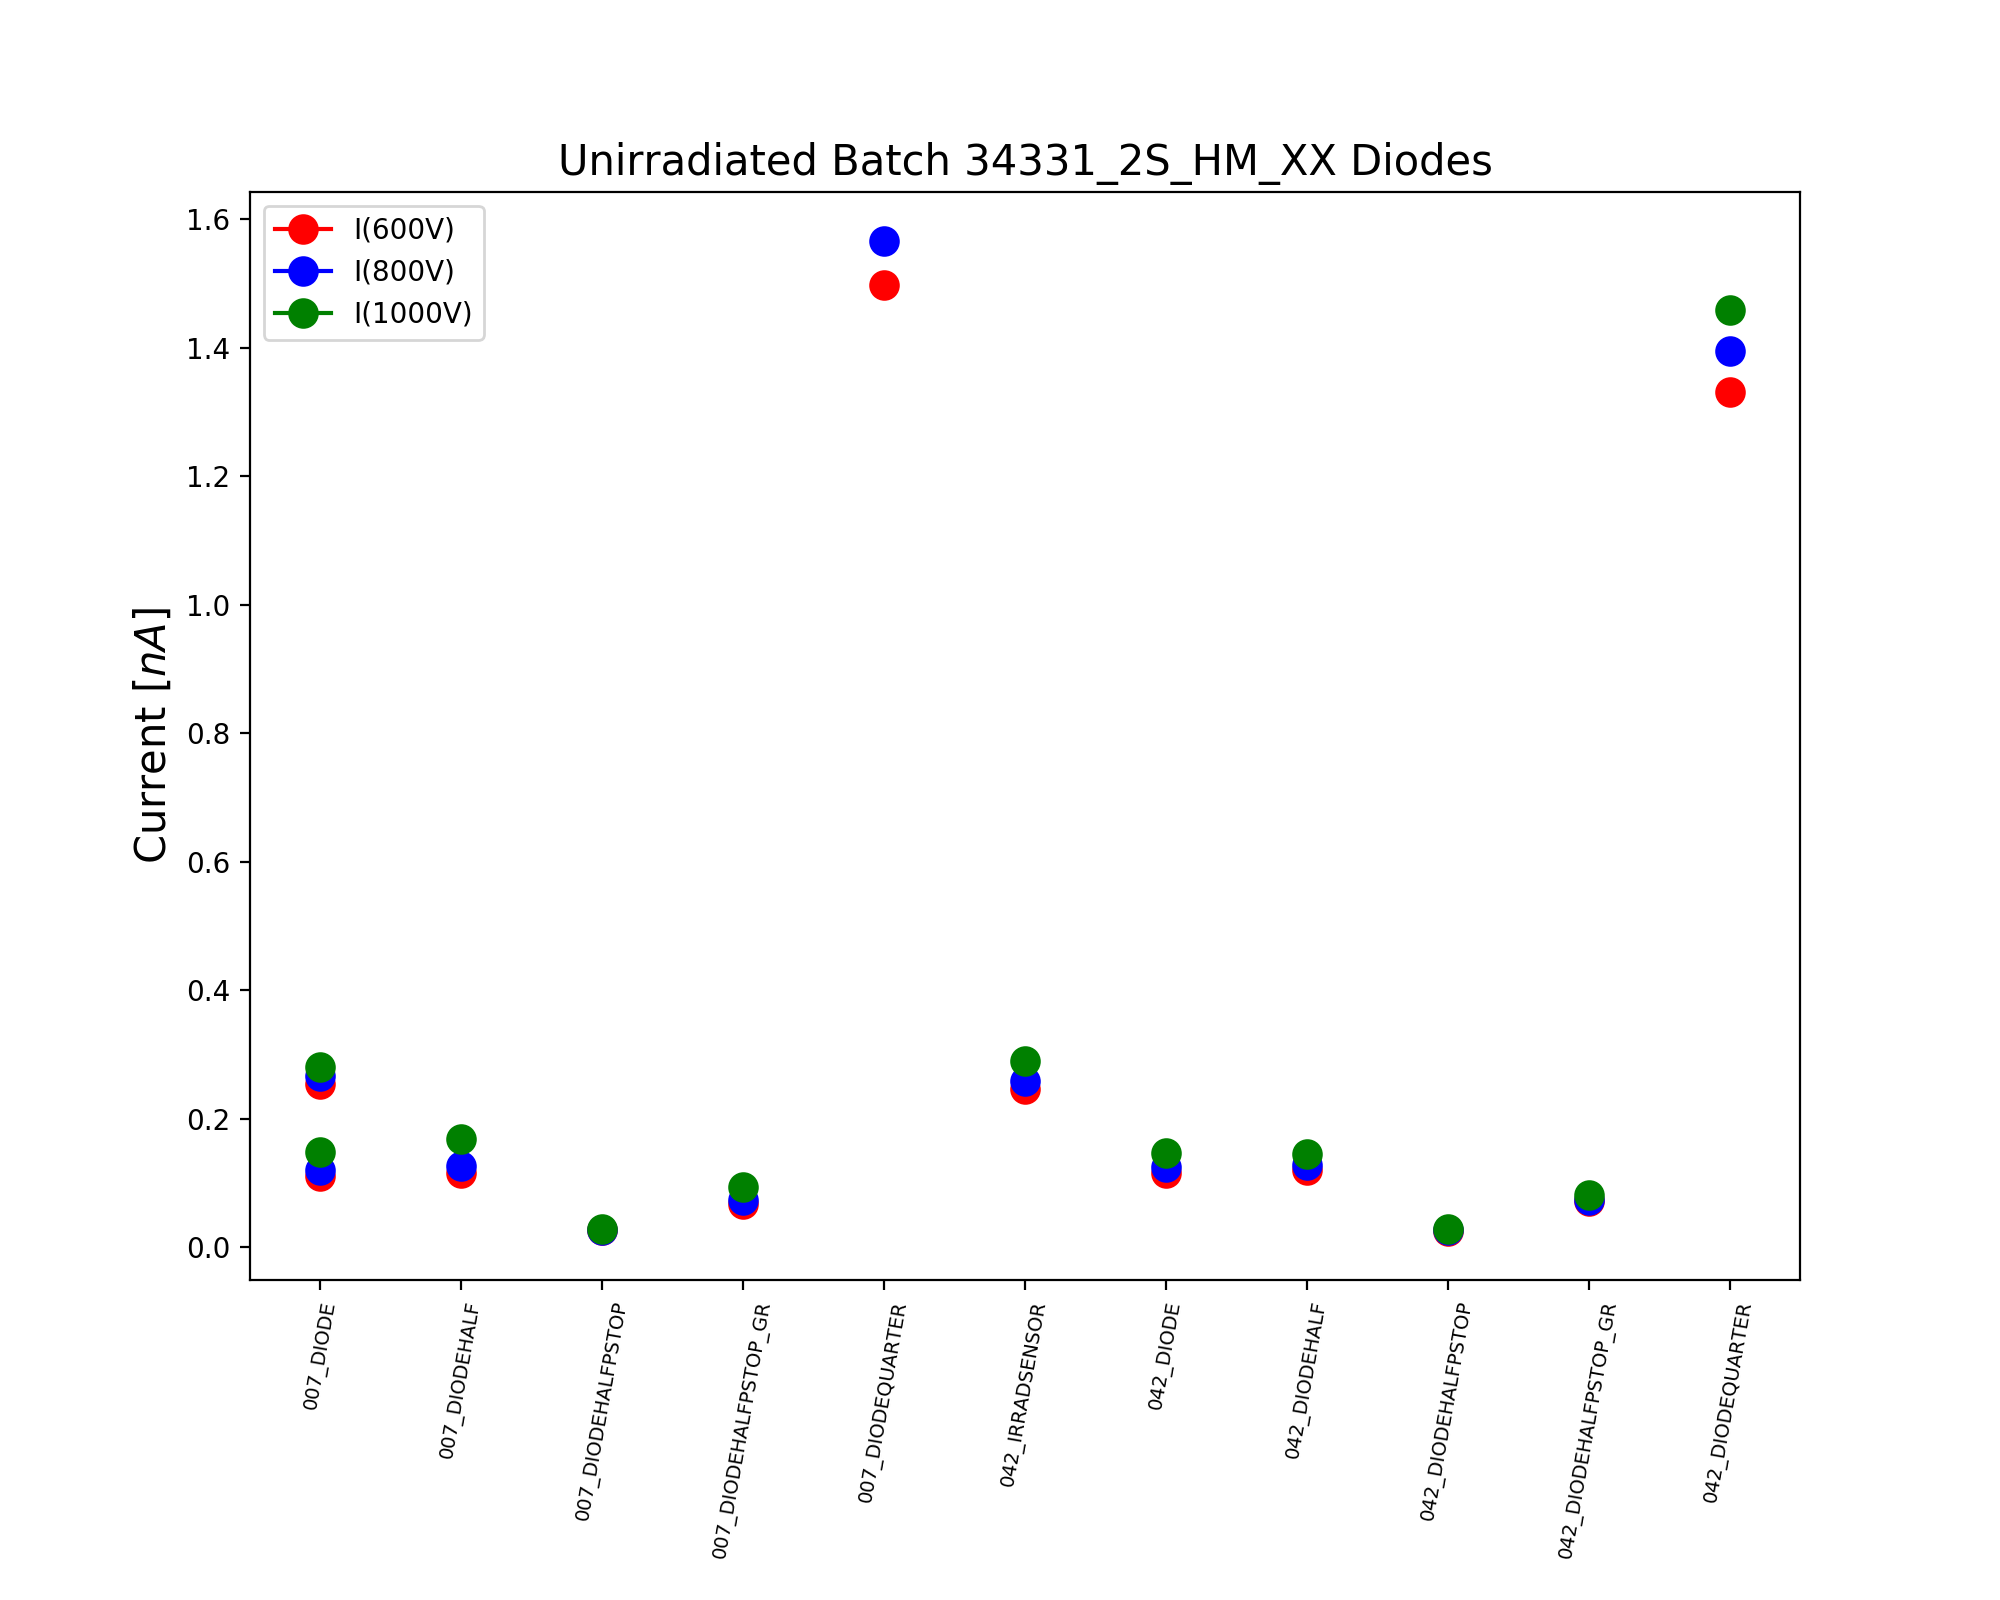 Unirradiated Batch 34331_2S_HM_XX Diodes
I(600V)
I(800V)
I(1000V)
Current [nA]
1.6
1.4
1.2
1.0
0.8
0.6
0.4
0.2
0.0
007_DIODE
007_DIODEHALF
007_DIODEHALFPSTOP
007_DIODEHALFPSTOP_GR
007_DIODEQUARTER
042_IRRADSENSOR
042_DIODE
042_DIODEHALF
042_DIODEHALFPSTOP
042_DIODEHALFPSTOP_GR
042_DIODEQUARTER